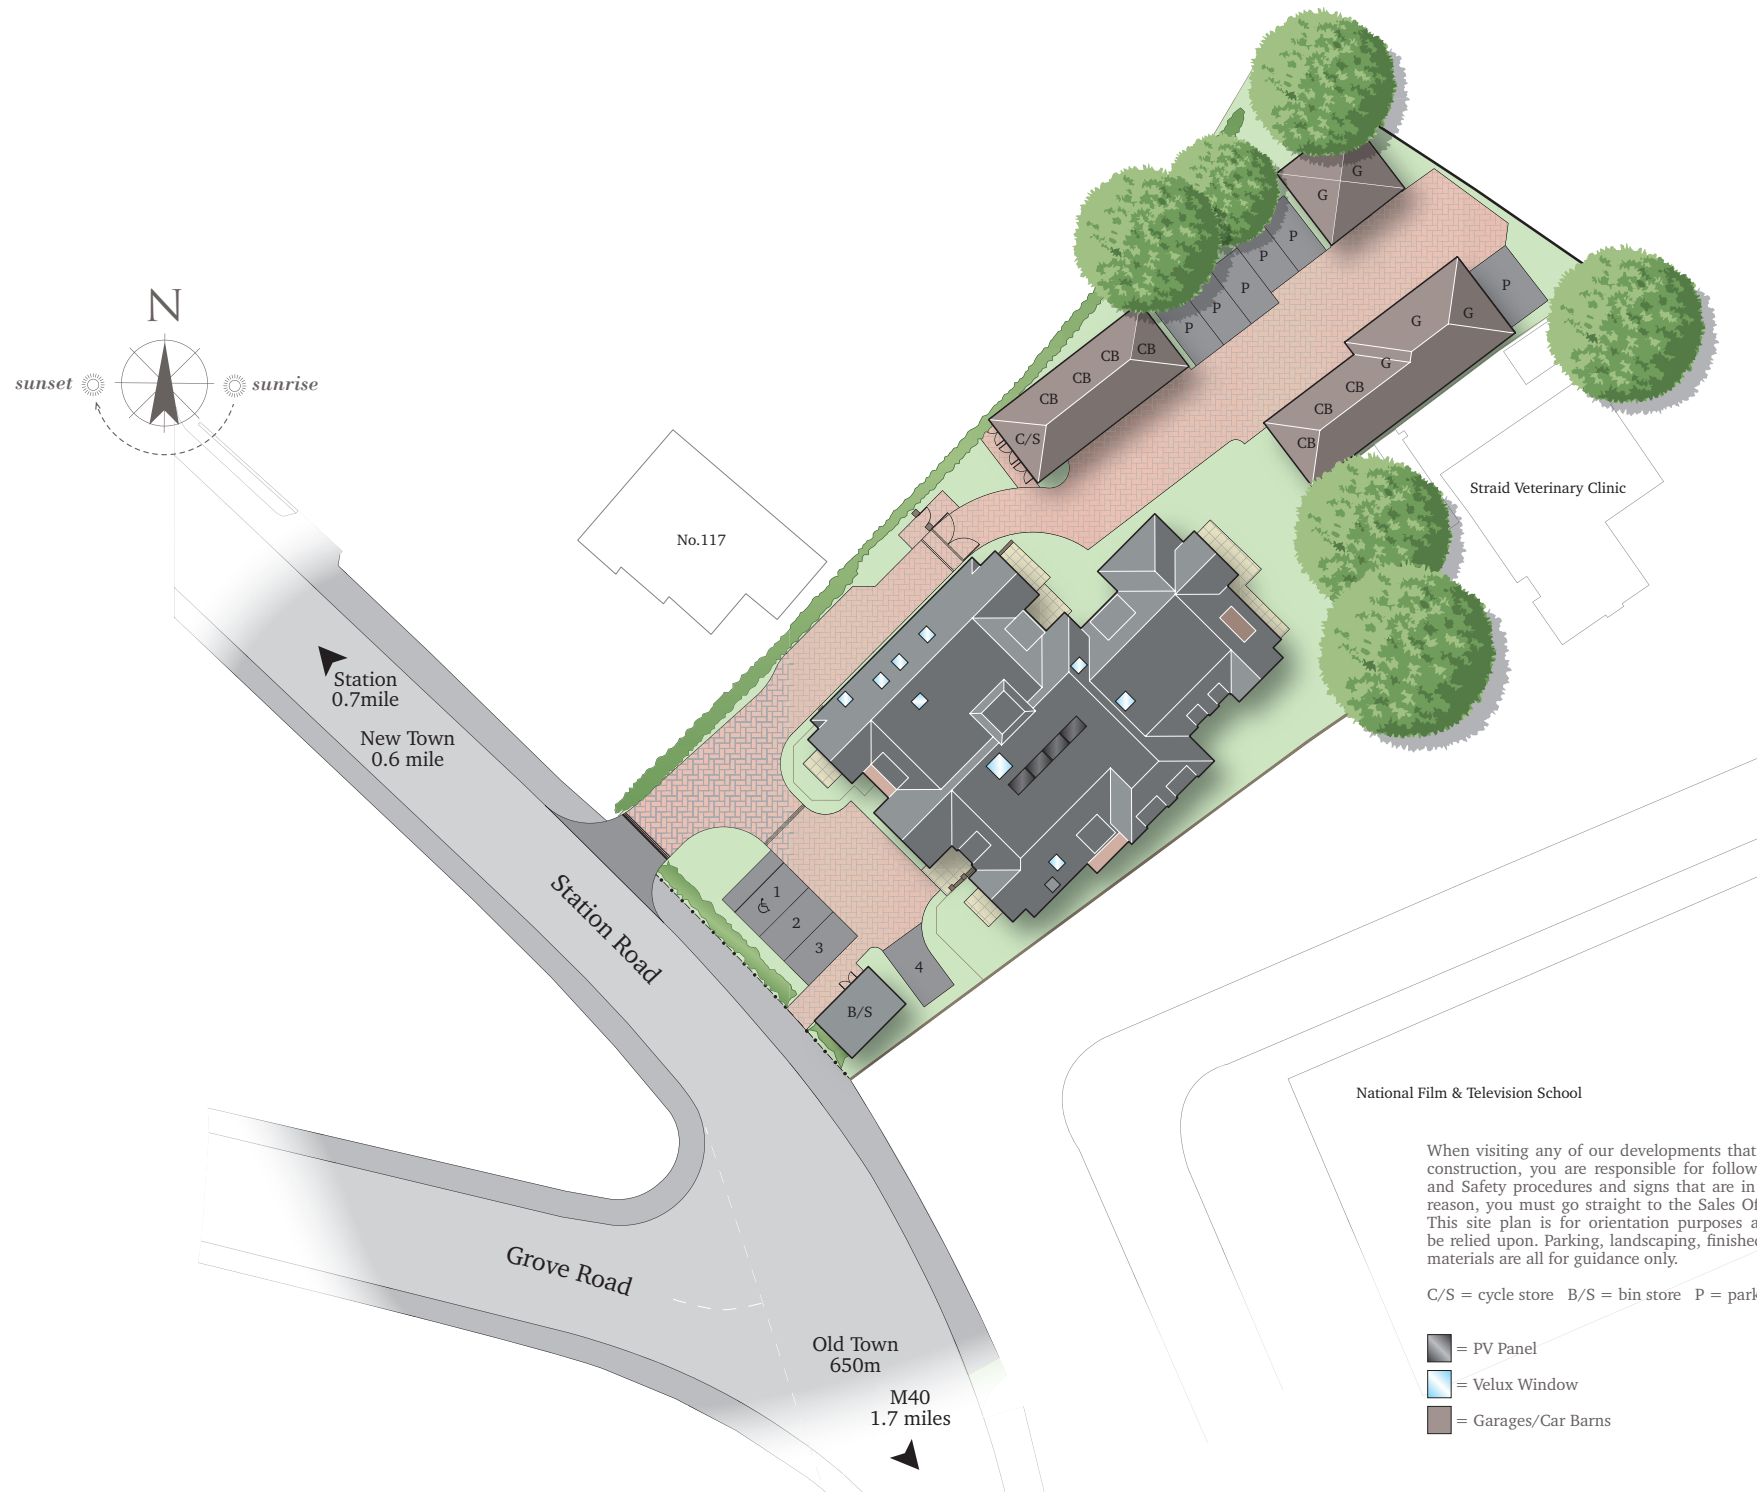 G
G
P
P
P
P
P
P
N
sunset
sunrise
G
G
G
CB
CB
CB
CB
CB
CB
CB
C/S
Straid Veterinary Clinic
No.117
Station
0.7mile
New Town
0.6 mile
Station Road
1
2
3
4
B/S
National Film & Television School
When visiting any of our developments that
construction, you are responsible for follow
and Safety procedures and signs that are in
reason, you must go straight to the Sales Of
This site plan is for orientation purposes a
be relied upon. Parking, landscaping, finishe
materials are all for guidance only.
C/S = cycle store B/S = bin store P = park
Grove Road
Old Town
650m
M40
1.7 miles
= PV Panel
= Velux Window
= Garages/Car Barns